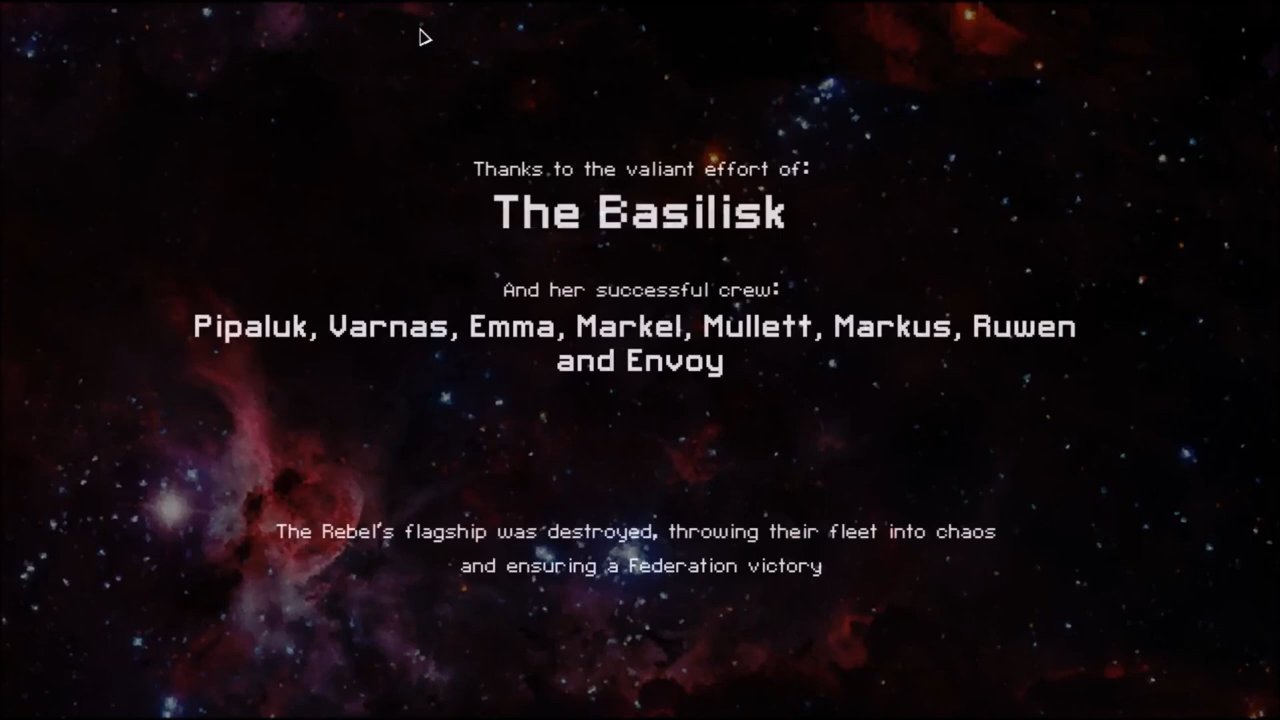 Thanks to the valiant effort of:
The Basilisk
And her successful crew:
Pipaluk, Varnas, Emma, Markel, Mullett, Markus, Ruwen
and Envoy
The Rebel's flagship was destroyed, throwing their fleet into chaos
and ensuring a Federation victory